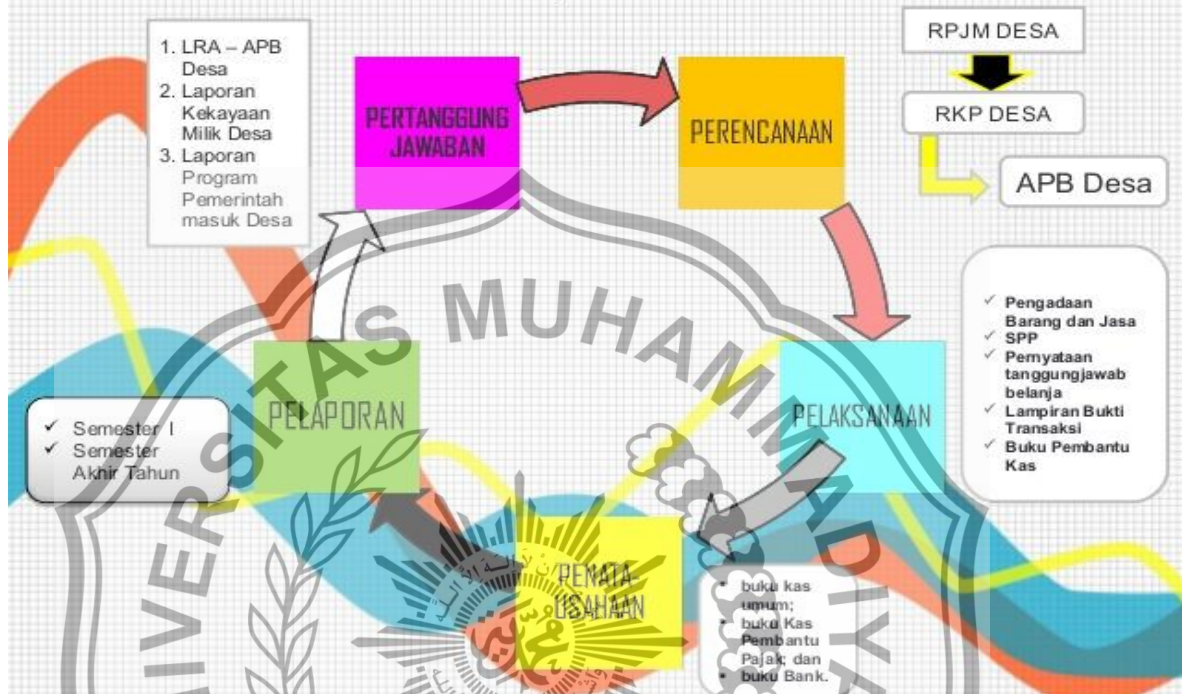 1. LRA – APB
Desa
2. Laporan
Kekayaan
Milik Desa
3. Laporan
Program
Pemerintah
masuk Desa
PERTANGGUNG
JAWABAN
PERENCANAAN
RPJM DESA
RKP DESA
APB Desa
✓ Pengadaan
Barang dan Jasa
✓ SPP
✓ Pernyataan
tanggungjawab
belanja
✓ Lampiran Bukti
Transaksi
✓ Buku Pembantu
Kas
PELAKSANAAN
PELAPORAN
✓ Semester I
✓ Semester
Akhir Tahun
PENATA-
USAHAAN
• buku kas
umum;
• buku Kas
Pembantu
Pajak; dan
• buku Bank.
UNIVERSITAS MUHAMMADIY